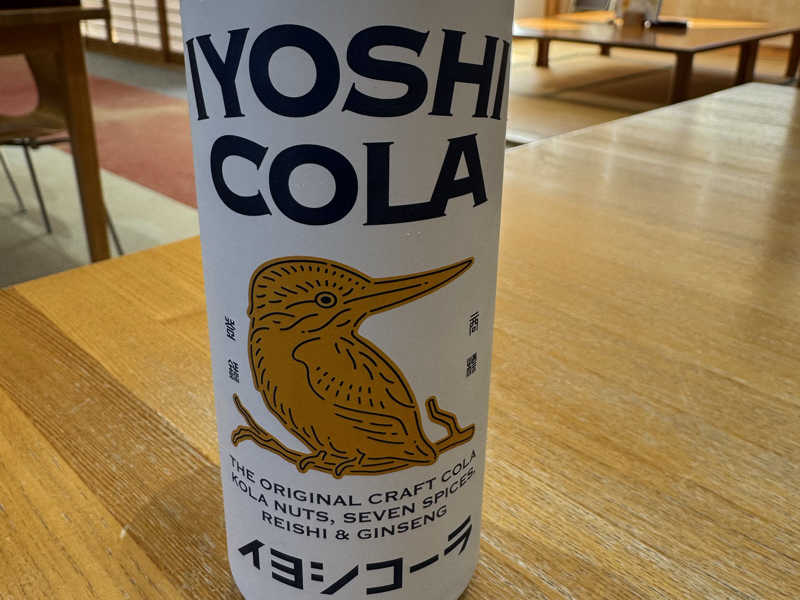 IYOSHI
COLA
THE ORIGINAL CRAFT COLA
KOLA NUTS, SEVEN SPICES,
REISHI & GINSENG
イヨシコーラ